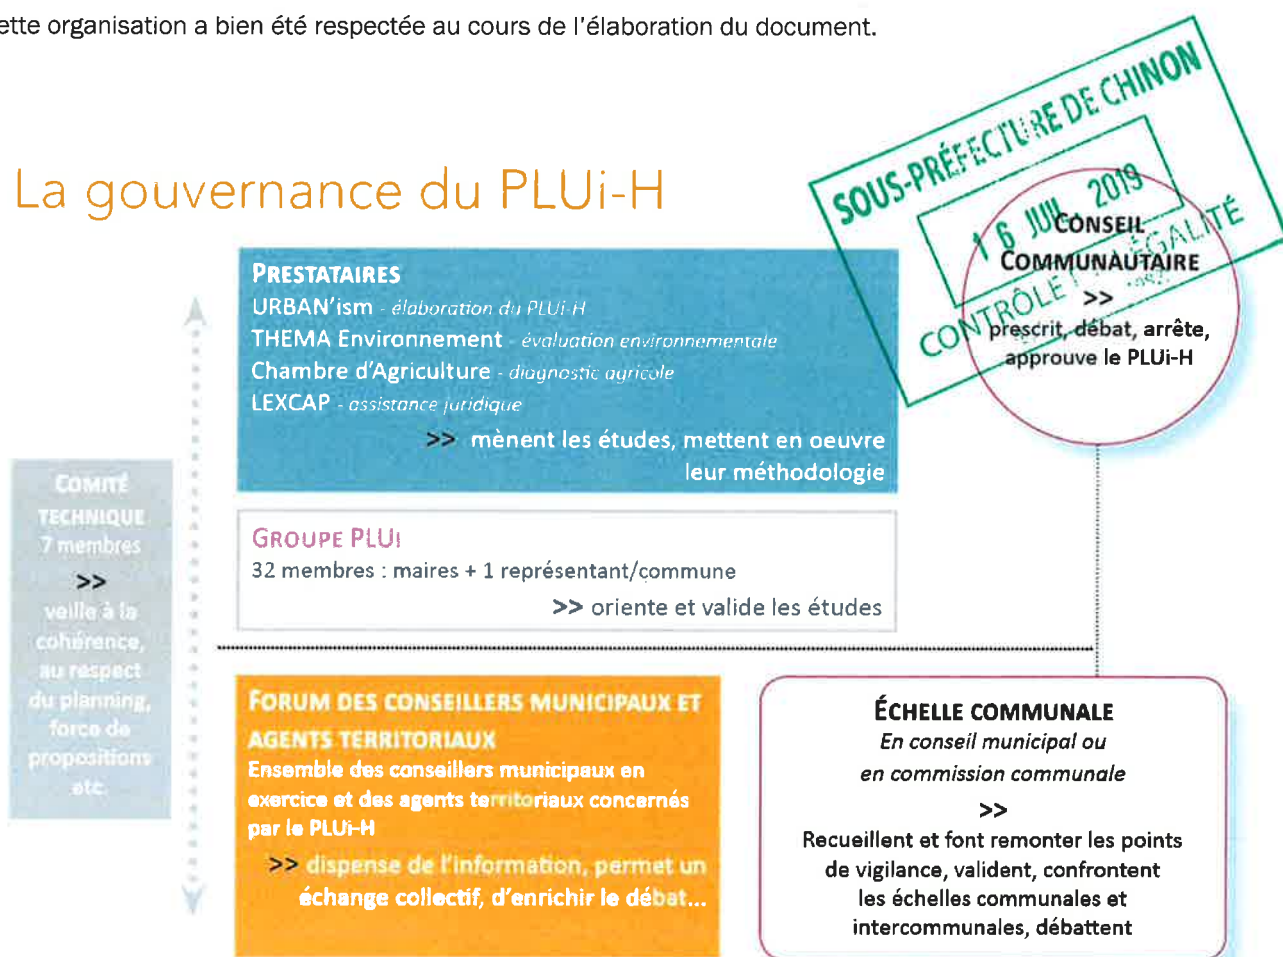 ette organisation a bien été respectée au cours de l'élaboration du document.
La gouvernance du PLUi-H
SOUS-PRÉFECTURE DE CHINON
16 JUIL. 2019
CONTRÔLE LÉGALITÉ
CONSEIL
COMMUNAUTAIRE
>>
prescrit, débat, arrête,
approuve le PLUi-H
PRESTATAIRES
URBAN'ism - élaboration du PLUi-H
THEMA Environnement - évaluation environnementale
Chambre d'Agriculture - diagnostic agricole
LEXCAP - assistance juridique
>> mènent les études, mettent en oeuvre
leur méthodologie
COMITÉ
TECHNIQUE
7 membres
>>
veille à la
cohérence,
au respect
du planning,
force de
propositions
etc.
GROUPE PLUi
32 membres : maires + 1 représentant/commune
>> oriente et valide les études
FORUM DES CONSEILLERS MUNICIPAUX ET
AGENTS TERRITORIAUX
Ensemble des conseillers municipaux en
exercice et des agents territoriaux concernés
par le PLUi-H
>> dispense de l'information, permet un
échange collectif, d'enrichir le débat...
ÉCHELLE COMMUNALE
En conseil municipal ou
en commission communale
>>
Recueillent et font remonter les points
de vigilance, valident, confrontent
les échelles communales et
intercommunales, débattent